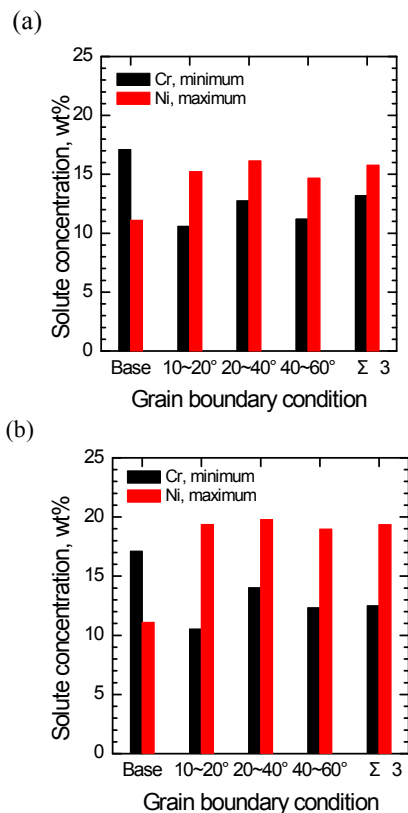 (a)
25
Cr, minimum
Ni, maximum
20
15
10
5
0
Solute concentration, wt%
Base 10~20° 20~40° 40~60° Σ 3
Grain boundary condition
(b)
25
Cr, minimum
Ni, maximum
20
15
10
5
0
Solute concentration, wt%
Base 10~20° 20~40° 40~60° Σ 3
Grain boundary condition